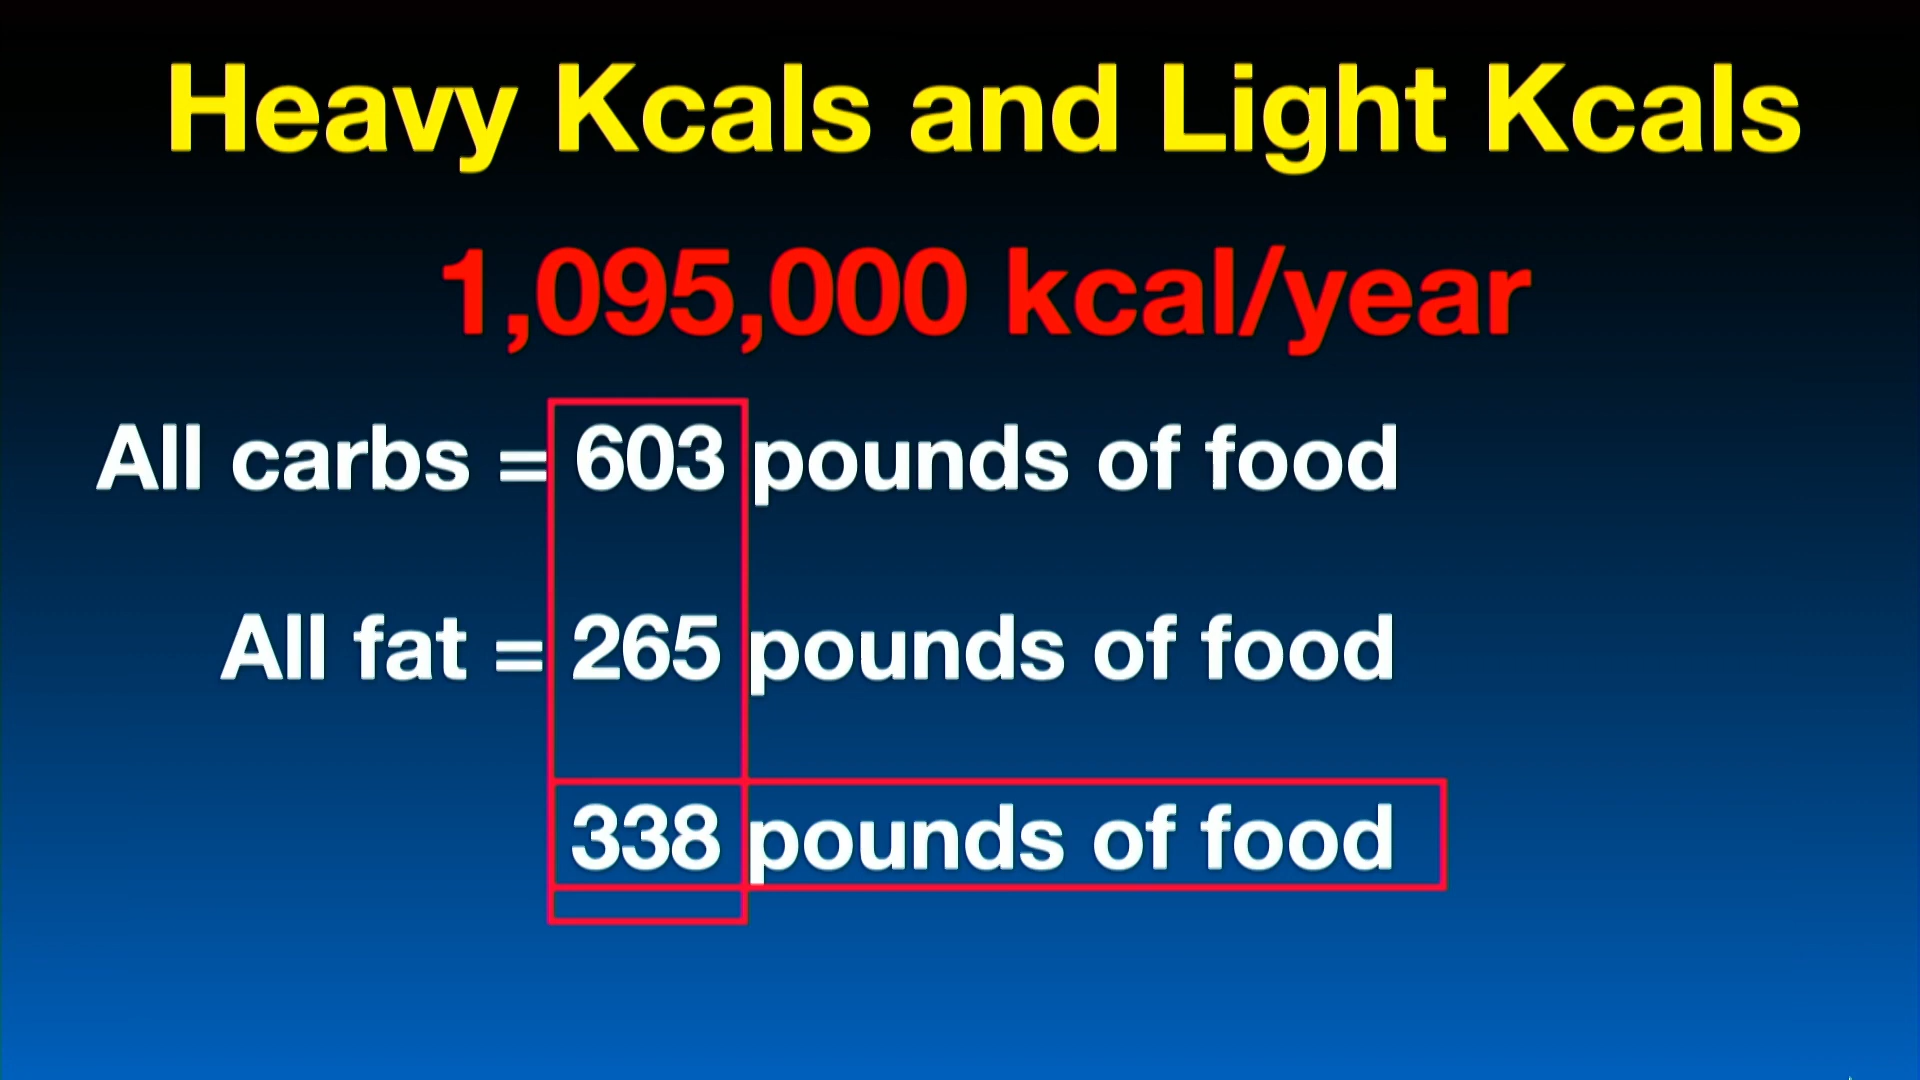 Heavy Kcals and Light Kcals
1,095,000 kcal/year
All carbs = 603 pounds of food
All fat = 265 pounds of food
338 pounds of food